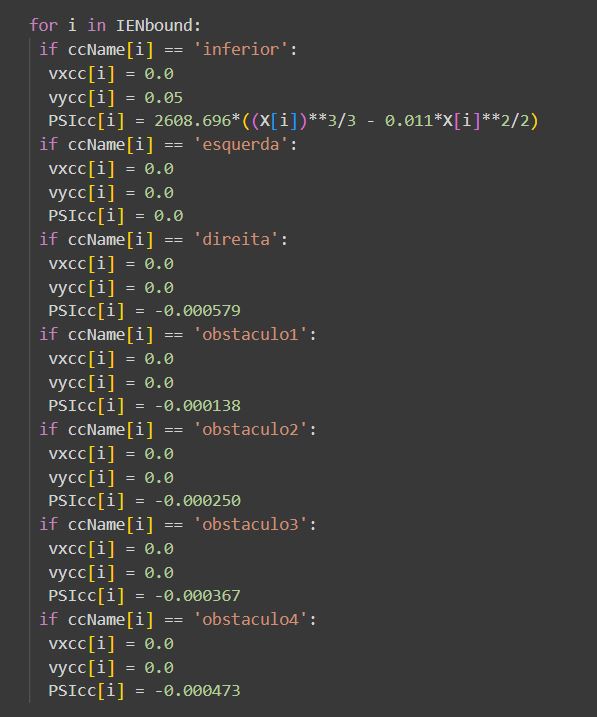 for i in IENbound:
if ccName[i] == 'inferior':
vxcc[i] = 0.0
vycc[i] = 0.05
PSIcc[i] = 2608.696*((X[i])**3/3 - 0.011*X[i]**2/2)
if ccName[i] == 'esquerda':
vxcc[i] = 0.0
vycc[i] = 0.0
PSIcc[i] = 0.0
if ccName[i] == 'direita':
vxcc[i] = 0.0
vycc[i] = 0.0
PSIcc[i] = -0.000579
if ccName[i] == 'obstaculo1':
vxcc[i] = 0.0
vycc[i] = 0.0
PSIcc[i] = -0.000138
if ccName[i] == 'obstaculo2':
vxcc[i] = 0.0
vycc[i] = 0.0
PSIcc[i] = -0.000250
if ccName[i] == 'obstaculo3':
vxcc[i] = 0.0
vycc[i] = 0.0
PSIcc[i] = -0.000367
if ccName[i] == 'obstaculo4':
vxcc[i] = 0.0
vycc[i] = 0.0
PSIcc[i] = -0.000473